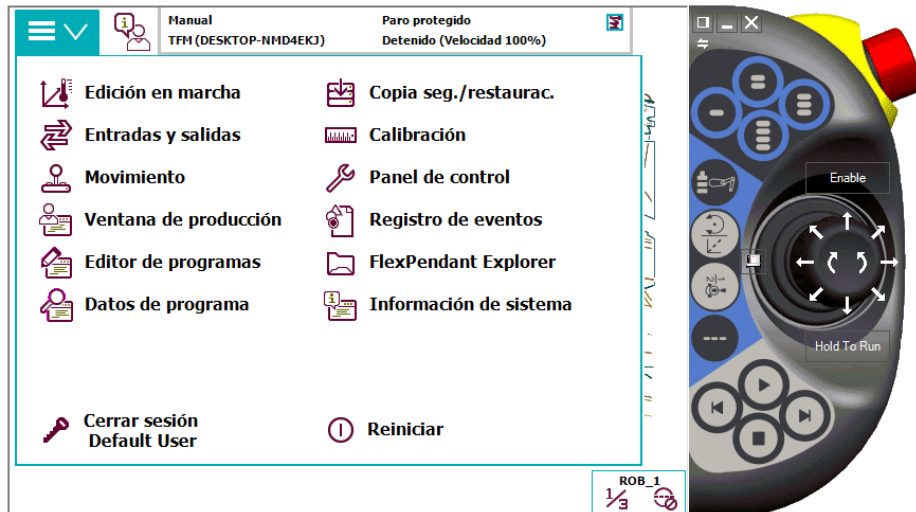 Manual
Paro protegido
TFM (DESKTOP-NMD4EKJ)
Detenido (Velocidad 100%)
Edición en marcha
Copia seg./restaurac.
Entradas y salidas
Calibración
Movimiento
Panel de control
Ventana de producción
Registro de eventos
Editor de programas
FlexPendant Explorer
Datos de programa
Información de sistema
Cerrar sesión
Default User
Reiniciar
ROB_1
1/3
Enable
Hold To Run